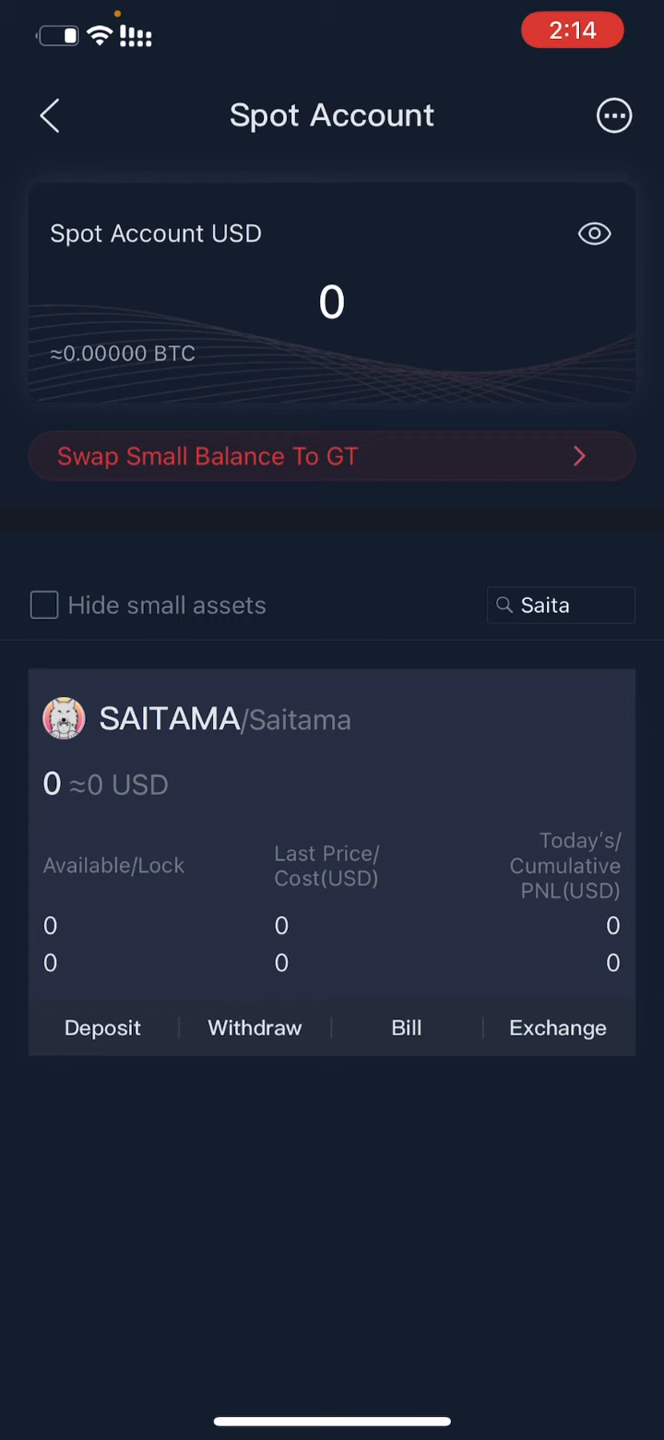 2:14
Spot Account
Spot Account USD
0
≈0.00000 BTC
Swap Small Balance To GT
Hide small assets
Saita
SAITAMA/Saitama
0 ≈0 USD
Available/Lock
Last Price/
Cost(USD)
Today's/
Cumulative
PNL(USD)
0 0 0
0 0 0
Deposit Withdraw Bill Exchange